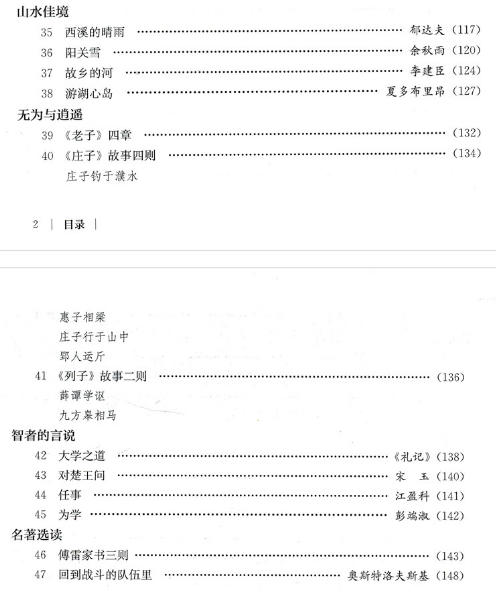 山水佳境
35 西溪的晴雨 ………………………………… 郁达夫（117）
36 阳关雪 ………………………………… 余秋雨（120）
37 故乡的河 ………………………………… 李建臣（124）
38 游湖心岛 ………………………………… 夏多布里昂（127）
无为与逍遥
39 《老子》四章 ………………………………… （132）
40 《庄子》故事四则 ………………………………… （134）
庄子钓于濮水
2 | 目录 |
惠子相梁
庄子行于山中
郢人运斤
41 《列子》故事二则 ………………………………… （136）
薛谭学讴
九方皋相马
智者的言说
42 大学之道 ………………………………… 《礼记》（138）
43 对楚王问 ………………………………… 宋　玉（140）
44 任事 ………………………………… 江盈科（141）
45 为学 ………………………………… 彭端淑（142）
名著选读
46 傅雷家书三则 ………………………………… （143）
47 回到战斗的队伍里 ………………………………… 奥斯特洛夫斯基（148）